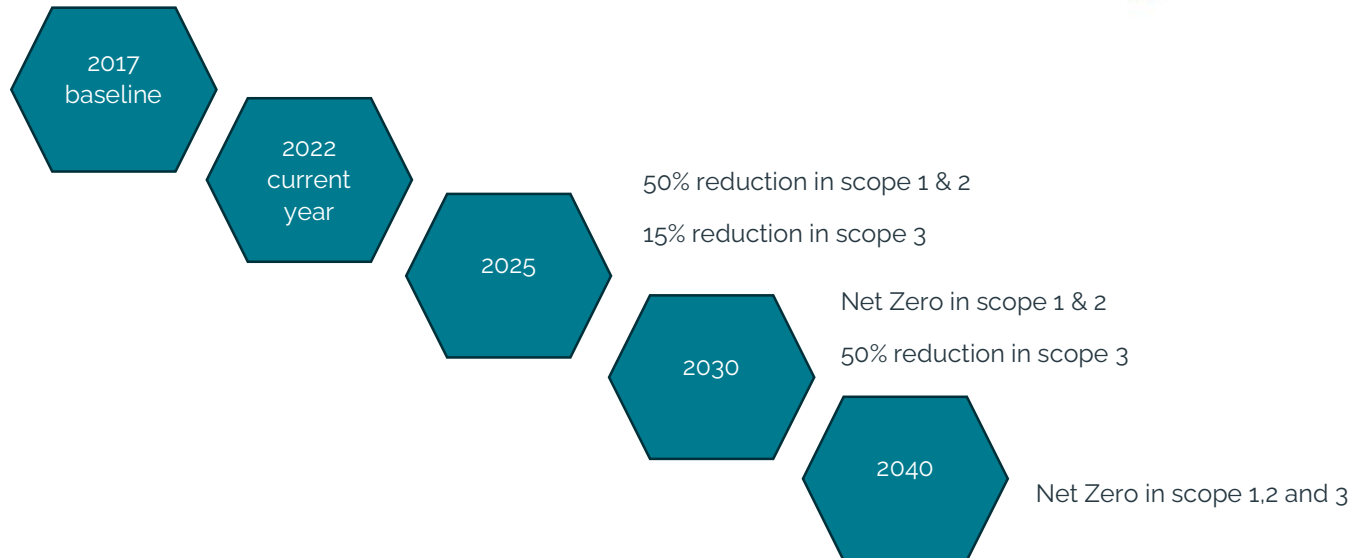 2017
baseline
2022
current
year
50% reduction in scope 1 & 2
15% reduction in scope 3
2025
Net Zero in scope 1 & 2
50% reduction in scope 3
2030
2040
Net Zero in scope 1,2 and 3